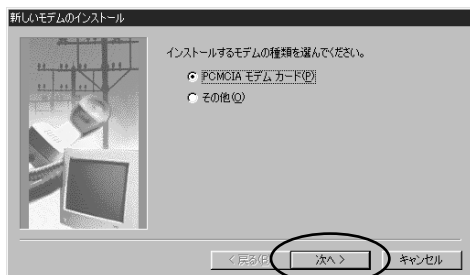 新しいモデムのインストール
インストールするモデムの種類を選んでください。
PCMCIA モデム カード(P)
その他(O)
< 戻る(B)
次へ >
キャンセル